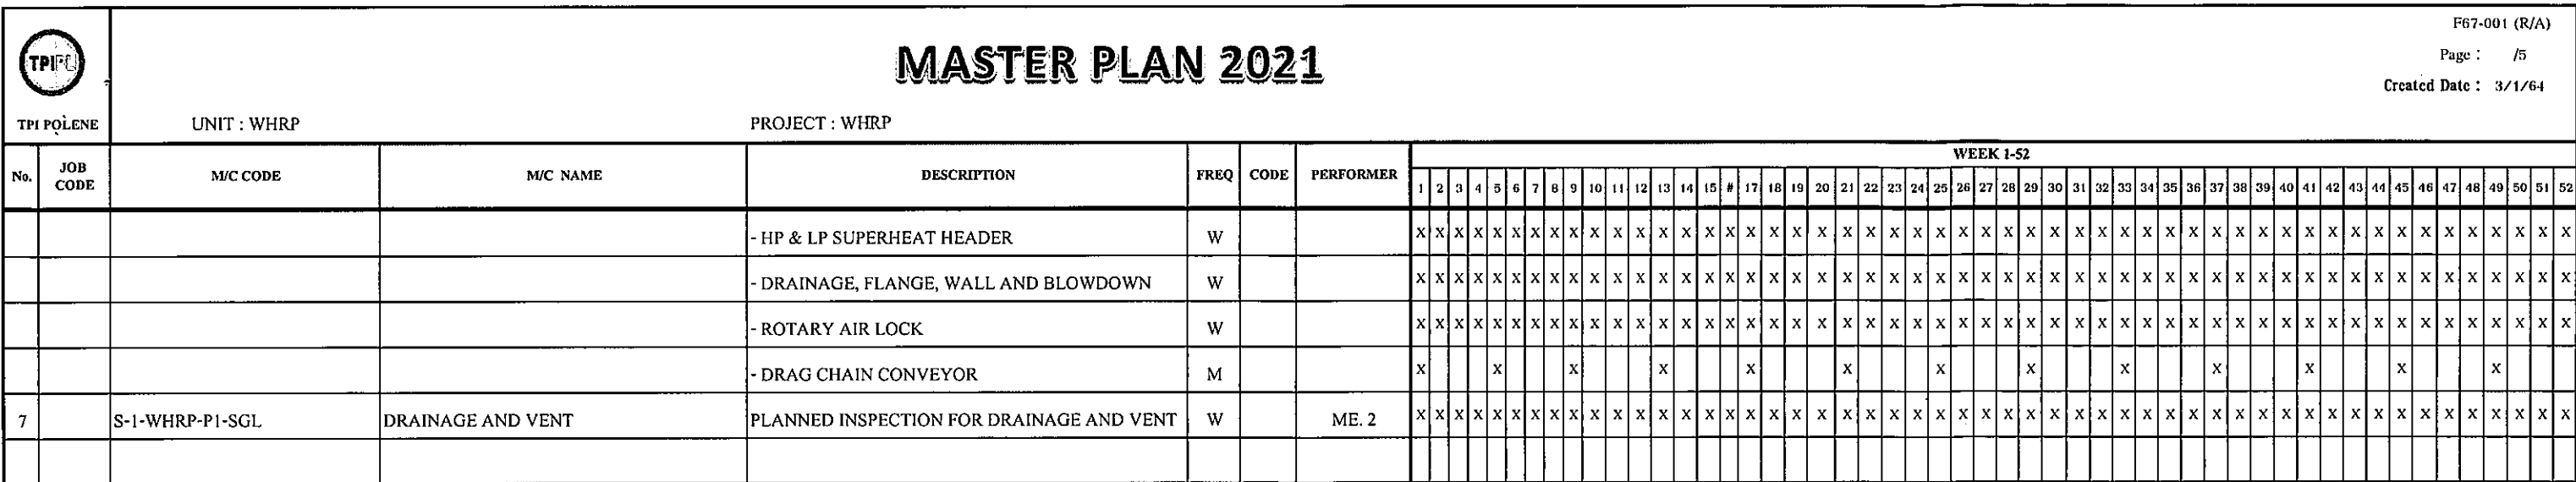 F67-001 (R/A)
TPIPL
MASTER PLAN 2021
Page : /5
Created Date : 3/1/64
TPI POLENE
UNIT : WHRP
PROJECT : WHRP
No. JOB CODE M/C CODE M/C NAME DESCRIPTION FREQ CODE PERFORMER WEEK 1-52
1 2 3 4 5 6 7 8 9 10 11 12 13 14 15 # 17 18 19 20 21 22 23 24 25 26 27 28 29 30 31 32 33 34 35 36 37 38 39 40 41 42 43 44 45 46 47 48 49 50 51 52
- HP & LP SUPERHEAT HEADER W X X X X X X X X X X X X X X X X X X X X X X X X X X X X X X X X X X X X X X X X X X X X X X X X X X X X
- DRAINAGE, FLANGE, WALL AND BLOWDOWN W X X X X X X X X X X X X X X X X X X X X X X X X X X X X X X X X X X X X X X X X X X X X X X X X X X X X
- ROTARY AIR LOCK W X X X X X X X X X X X X X X X X X X X X X X X X X X X X X X X X X X X X X X X X X X X X X X X X X X X X
- DRAG CHAIN CONVEYOR M X X X X X X X X X X X X X
7 S-1-WHRP-P1-SGL DRAINAGE AND VENT PLANNED INSPECTION FOR DRAINAGE AND VENT W ME. 2 X X X X X X X X X X X X X X X X X X X X X X X X X X X X X X X X X X X X X X X X X X X X X X X X X X X X